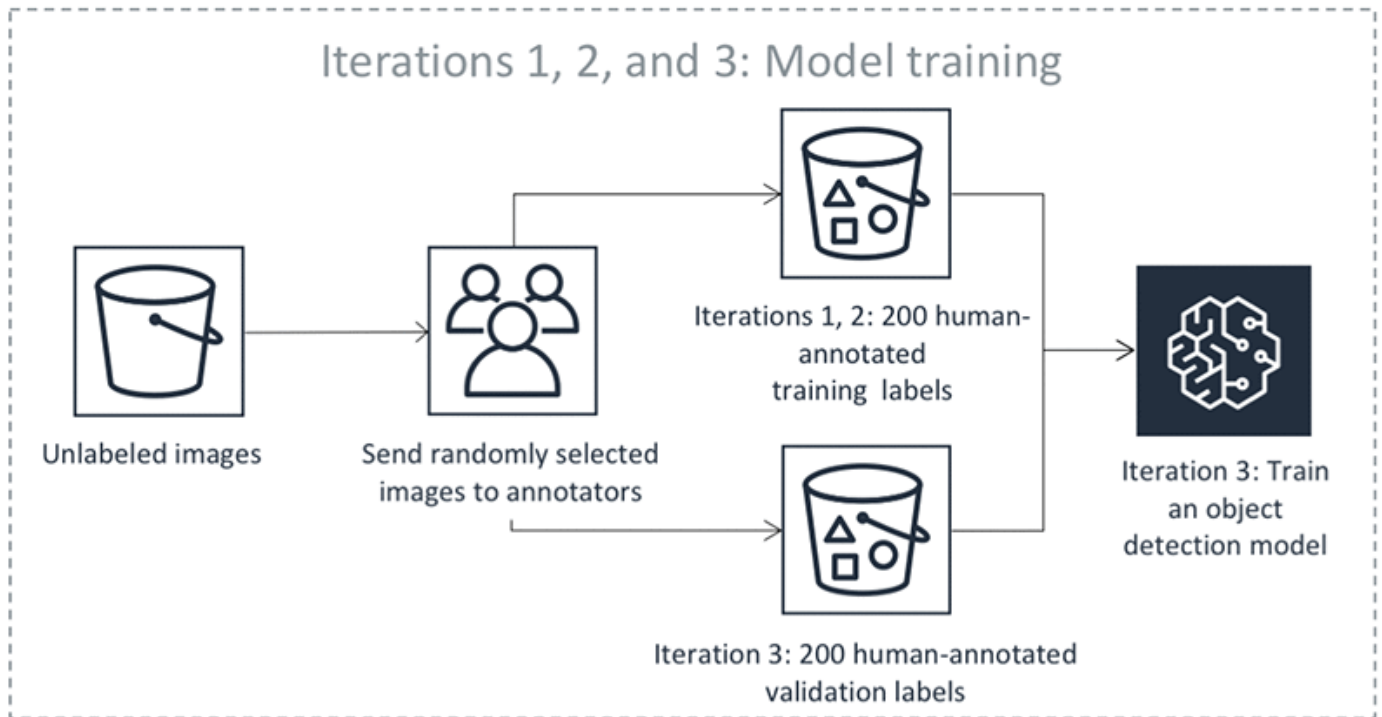 Iterations 1, 2, and 3: Model training
Iterations 1, 2: 200 human-
annotated
training labels
Unlabeled images
Send randomly selected
images to annotators
Iteration 3: Train
an object
detection model
Iteration 3: 200 human-annotated
validation labels